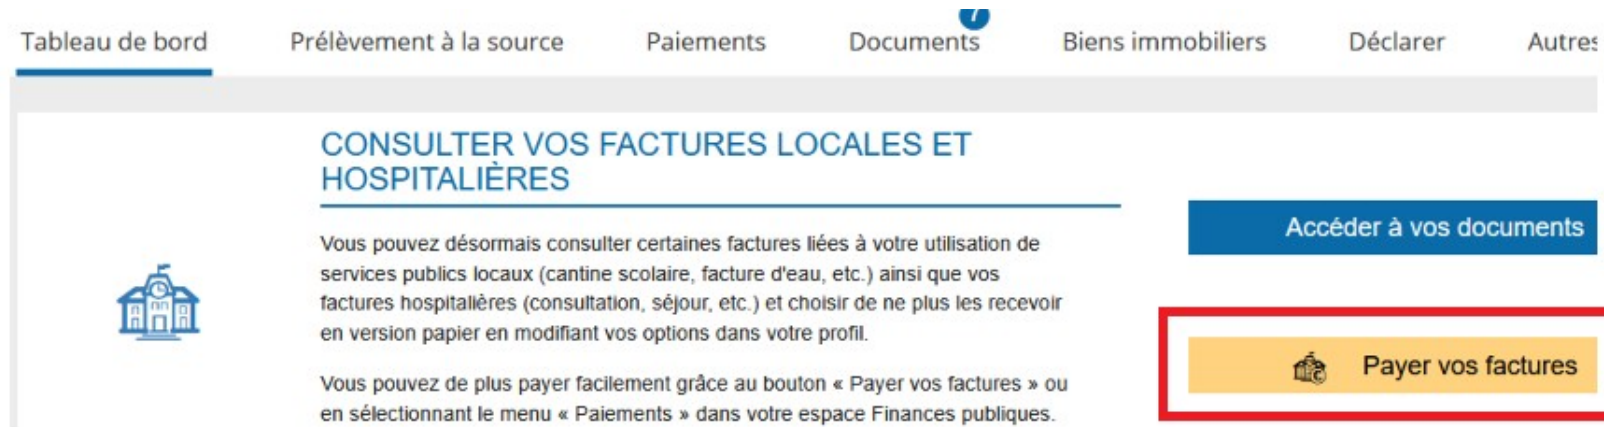 7
Tableau de bord Prélèvement à la source Paiements Documents Biens immobiliers Déclarer Autres
CONSULTER VOS FACTURES LOCALES ET
HOSPITALIÈRES
Accéder à vos documents
Vous pouvez désormais consulter certaines factures liées à votre utilisation de
services publics locaux (cantine scolaire, facture d'eau, etc.) ainsi que vos
factures hospitalières (consultation, séjour, etc.) et choisir de ne plus les recevoir
en version papier en modifiant vos options dans votre profil.
Payer vos factures
Vous pouvez de plus payer facilement grâce au bouton « Payer vos factures » ou
en sélectionnant le menu « Paiements » dans votre espace Finances publiques.